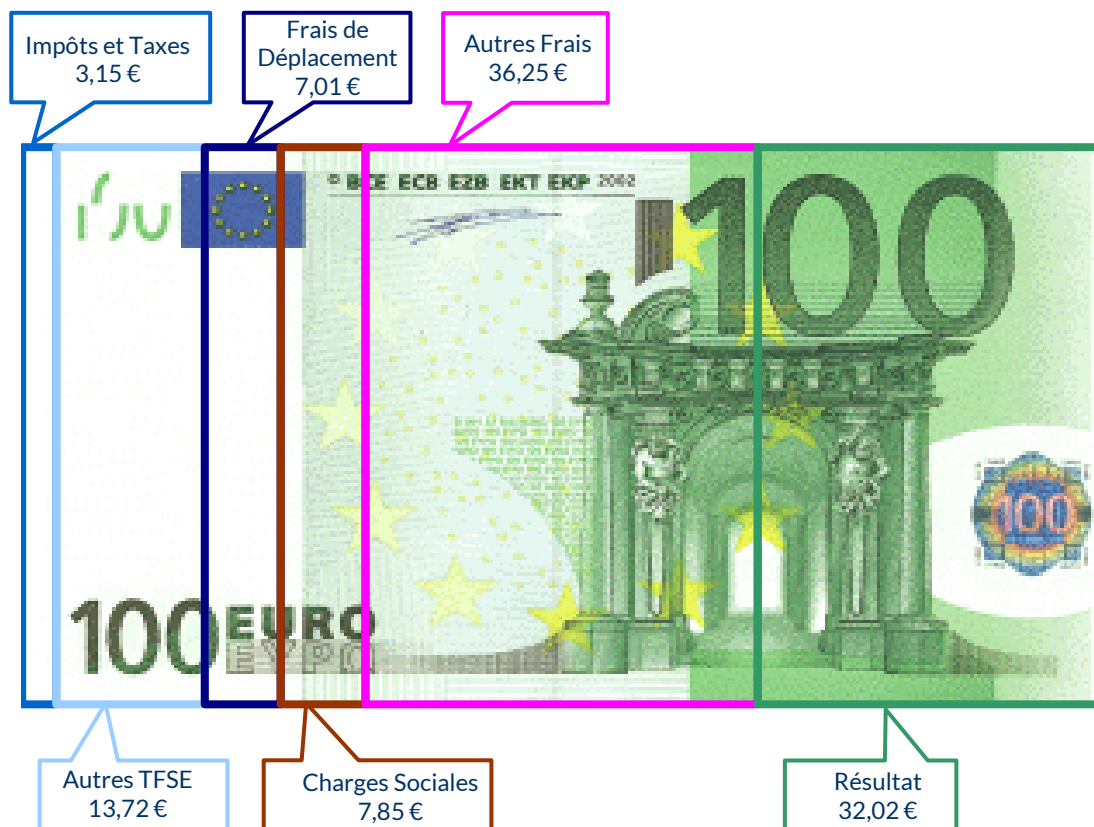 Impôts et Taxes
3,15 €
Frais de
Déplacement
7,01 €
Autres Frais
36,25 €
© BCE ECB EZB EKT EKP 2002
100
100
100 EURO
ΕΥΡΩ
Autres TFSE
13,72 €
Charges Sociales
7,85 €
Résultat
32,02 €